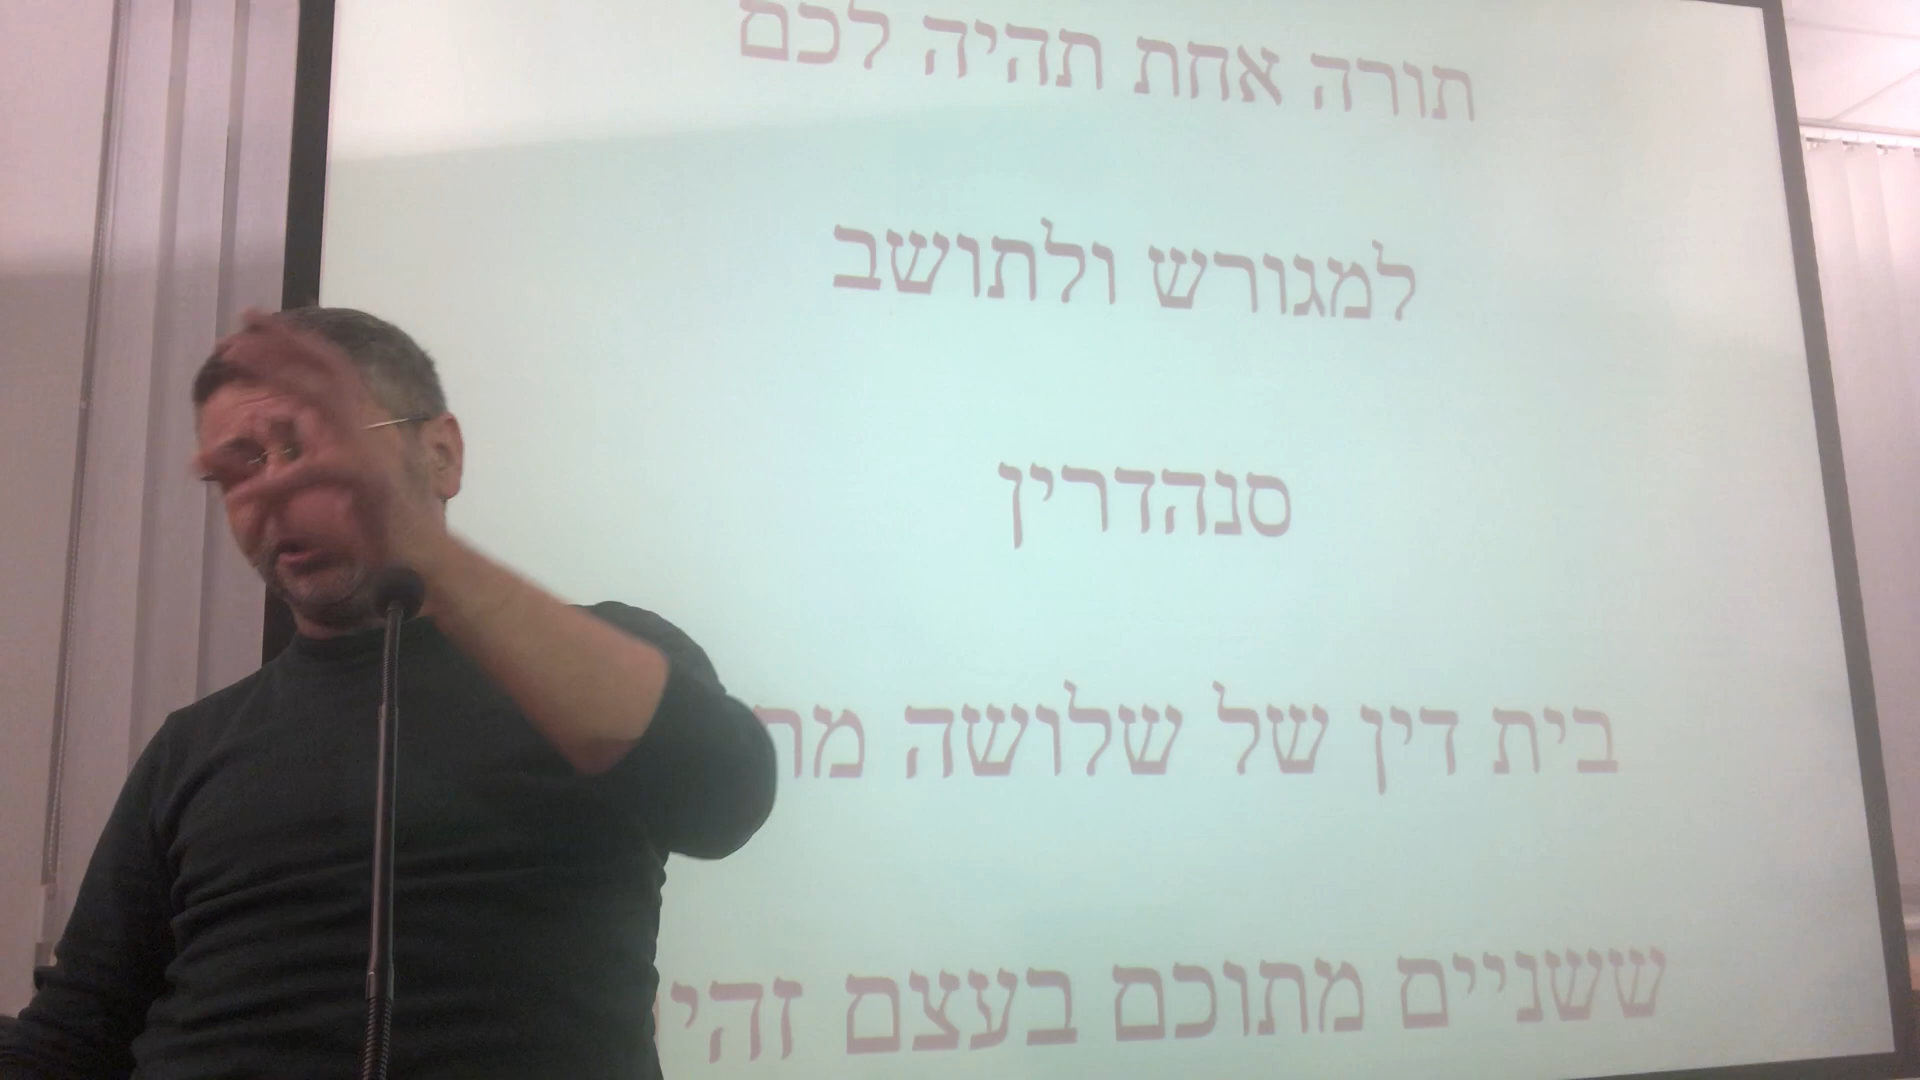 תורה אחת תהיה לכם
למגורש ולתושב
סנהדרין
בית דין של שלושה
ששניים מתוכם בעצם